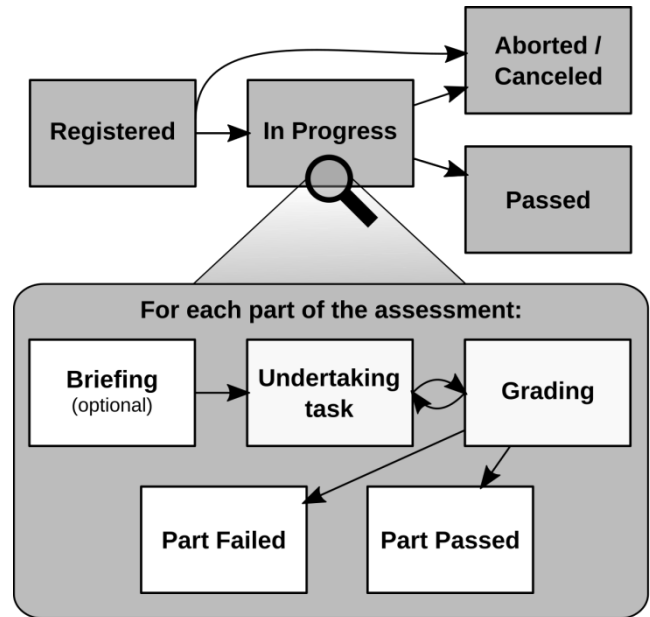 Aborted /
Canceled
Registered
In Progress
Passed
For each part of the assessment:
Briefing
(optional)
Undertaking
task
Grading
Part Failed
Part Passed